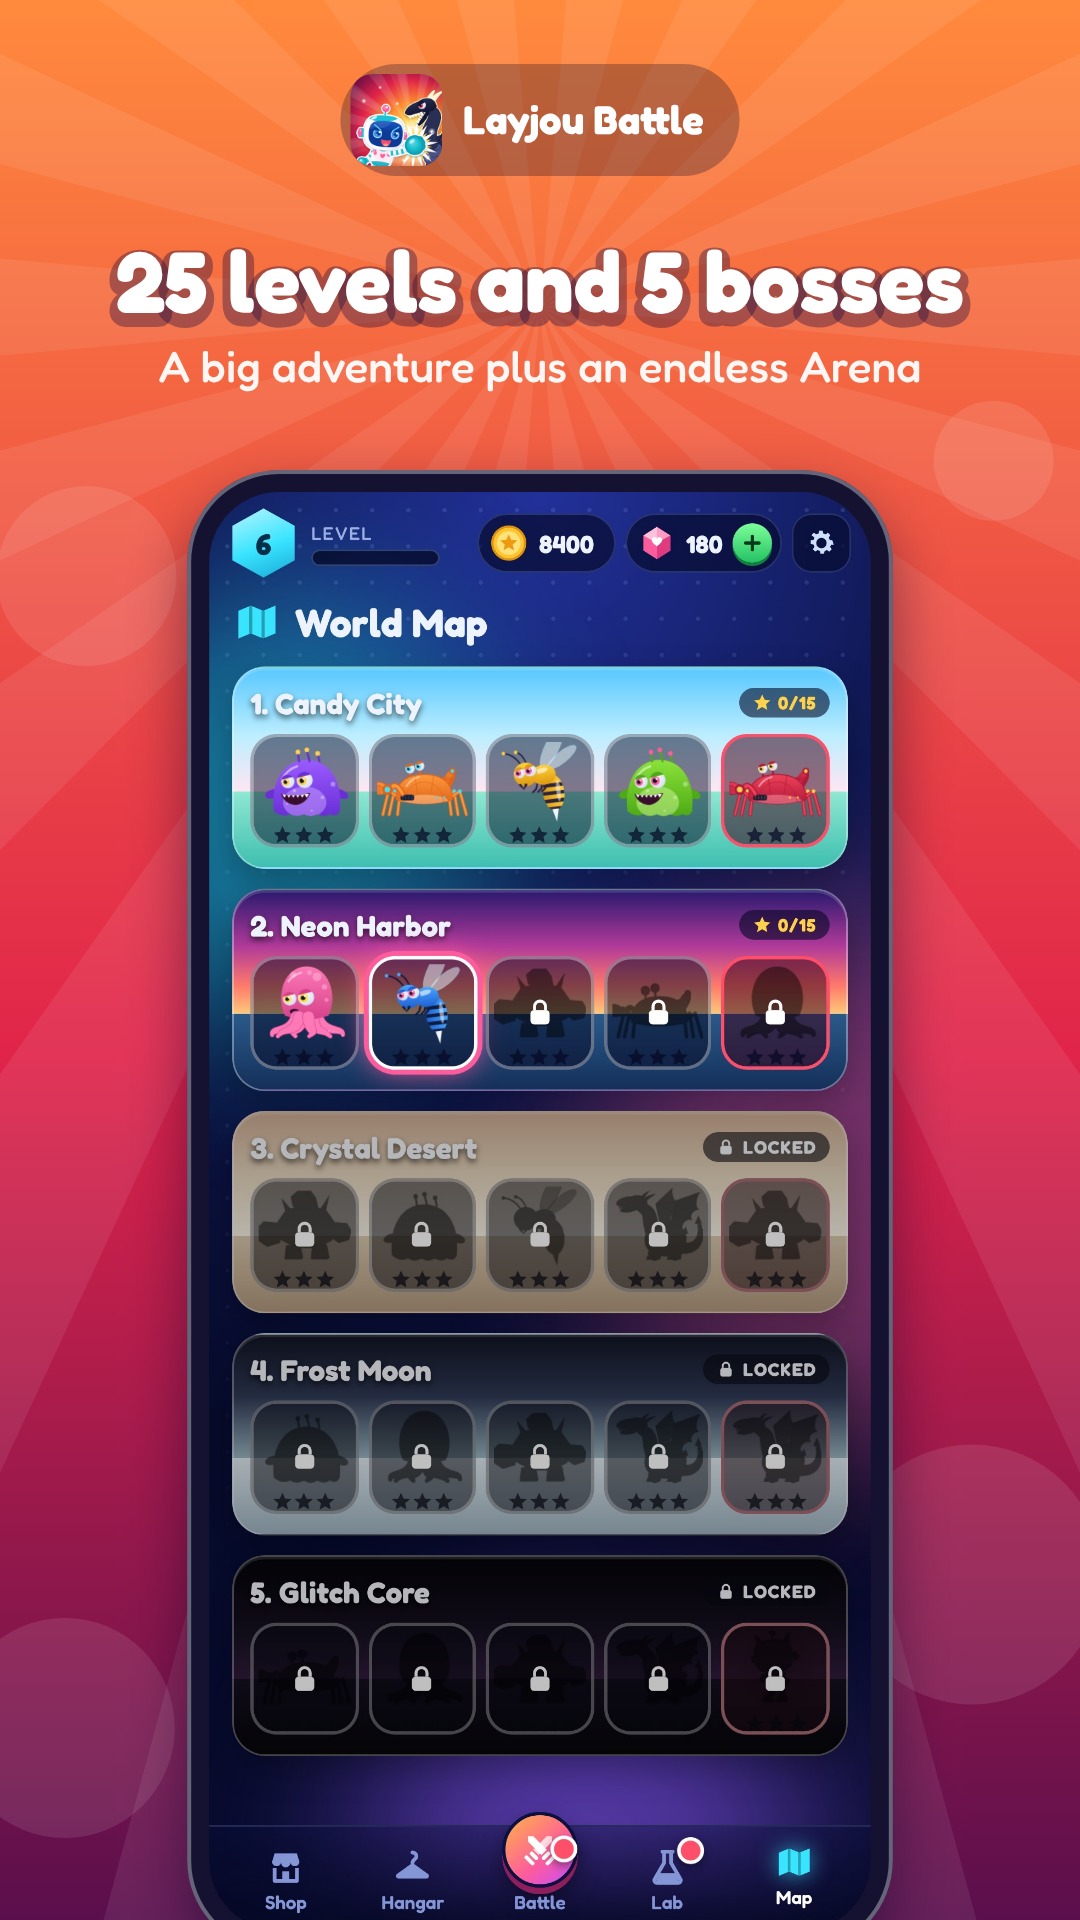 Layjou Battle
25 levels and 5 bosses
A big adventure plus an endless Arena
6
LEVEL
8400
180
World Map
1. Candy City
0/15
2. Neon Harbor
0/15
3. Crystal Desert
LOCKED
4. Frost Moon
LOCKED
5. Glitch Core
LOCKED
Shop
Hangar
Battle
Lab
Map